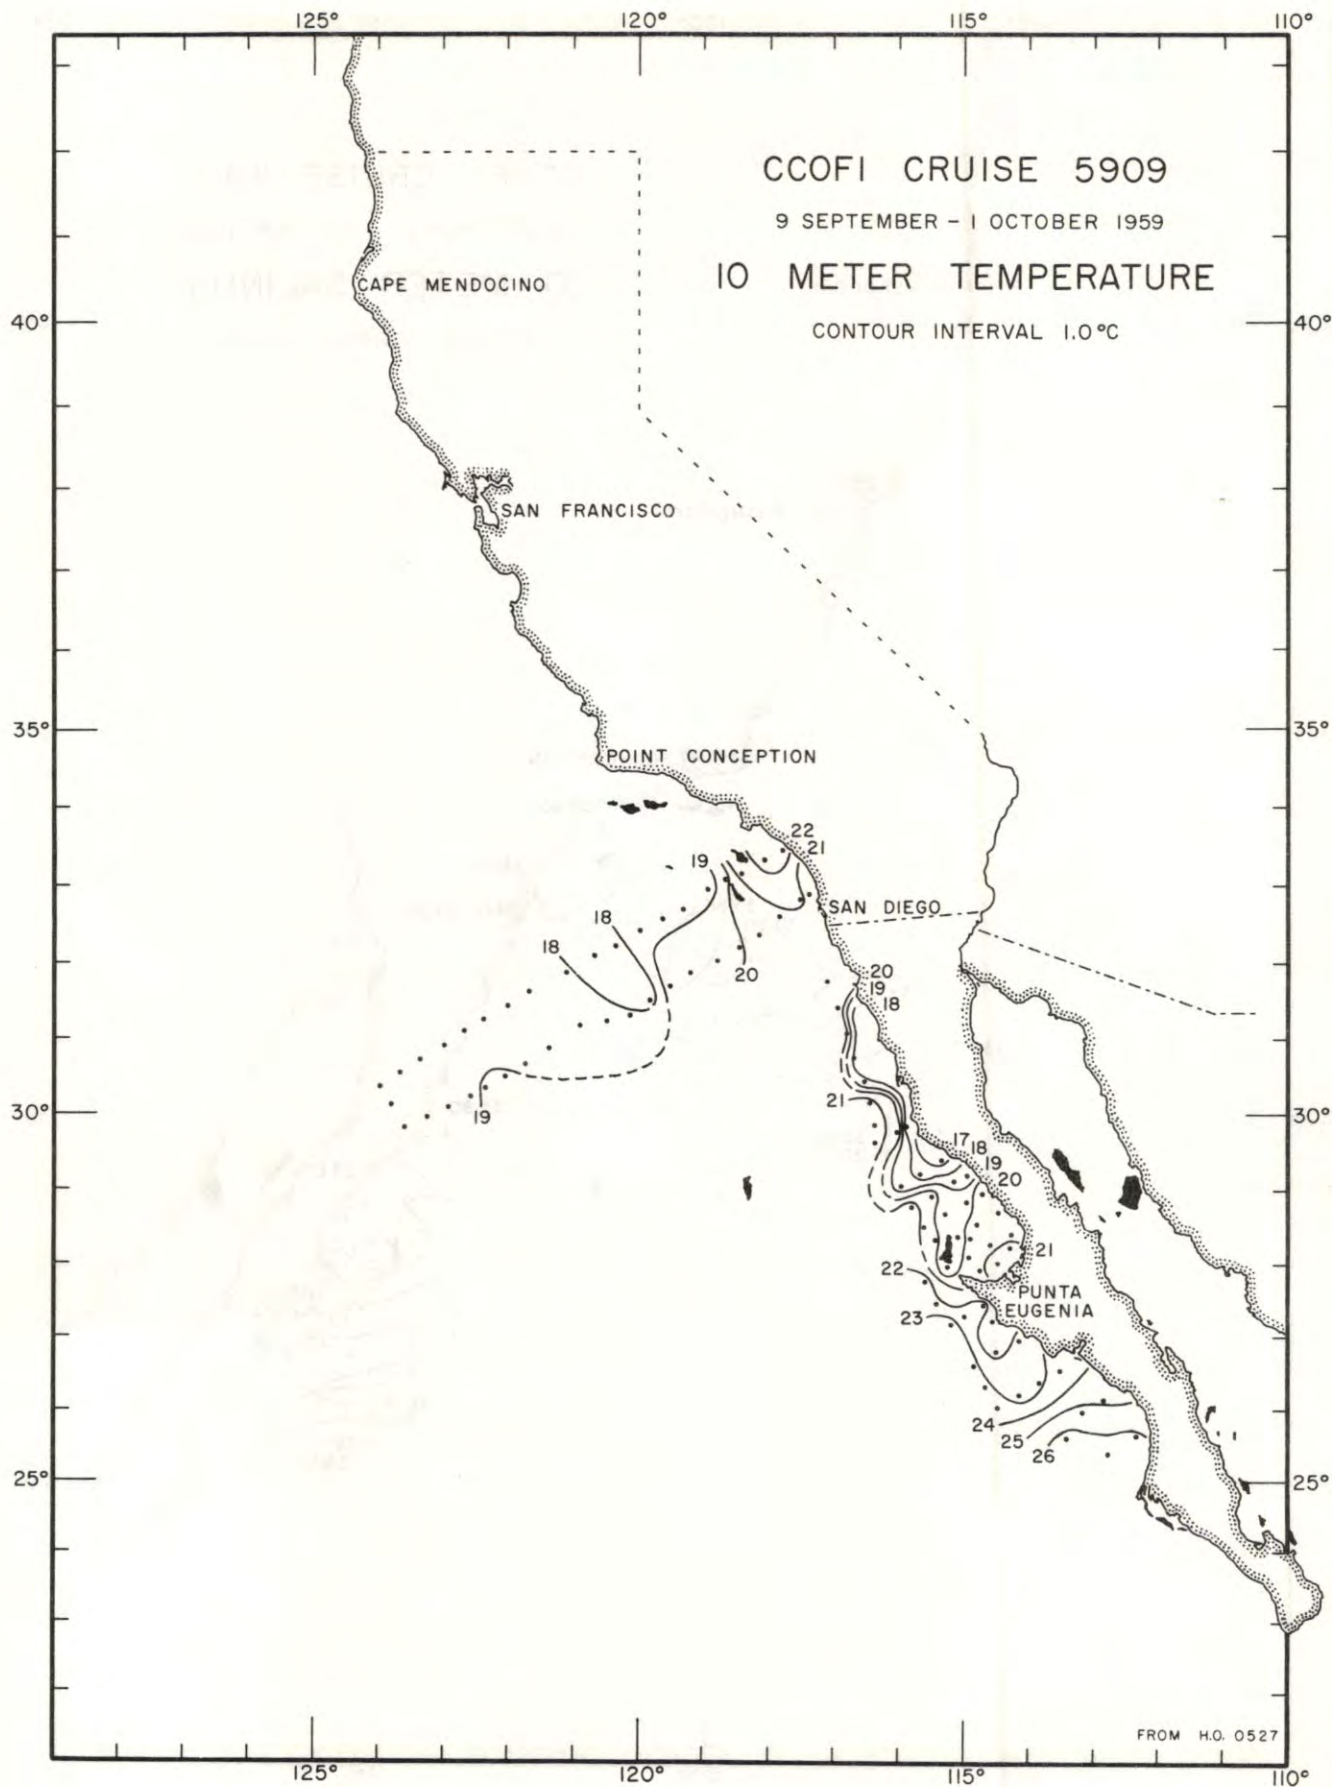 125° 120° 115° 110°
CCOFI CRUISE 5909
9 SEPTEMBER – 1 OCTOBER 1959
10 METER TEMPERATURE
CONTOUR INTERVAL 1.0°C
CAPE MENDOCINO
40° 40°
SAN FRANCISCO
35° 35°
POINT CONCEPTION
22
21
19
SAN DIEGO
18
18
20
20
19
18
21
30° 30°
19
17
18
19
20
21
22
PUNTA
EUGENIA
23
24
25
26
25° 25°
FROM H.O. 0527
125° 120° 115° 110°